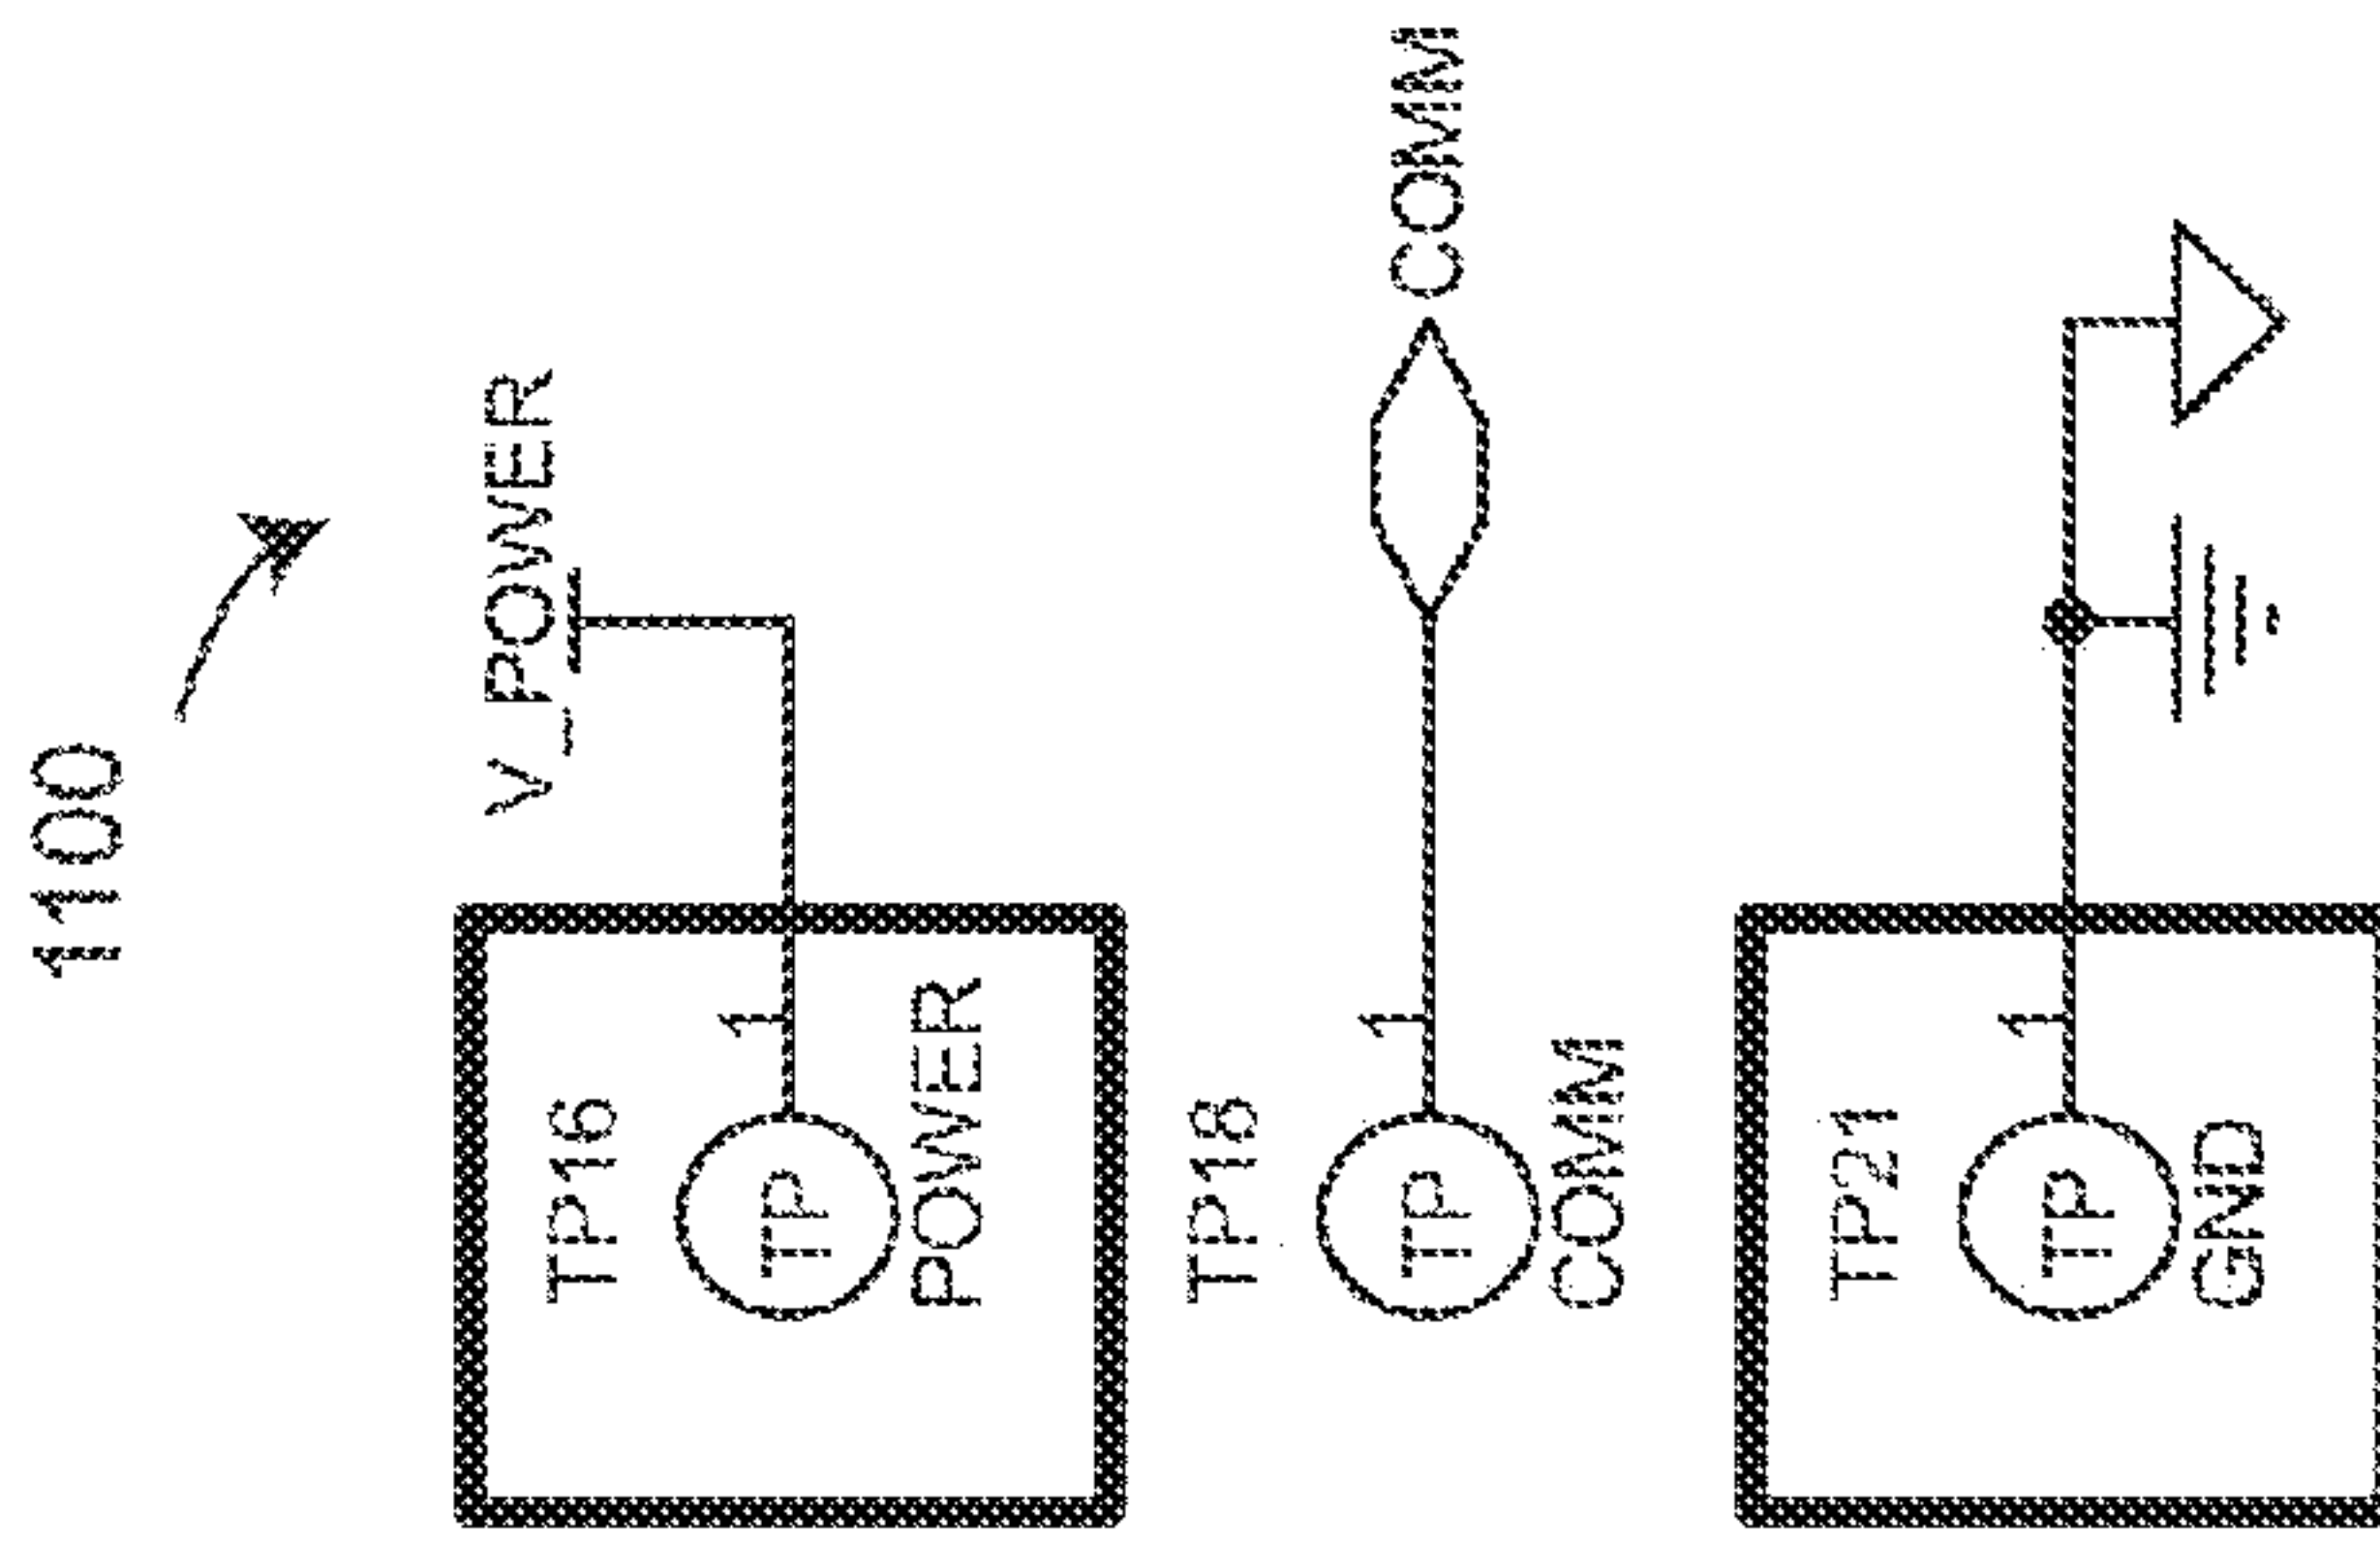 1100
V_POWER
TP16
1
TP
POWER
COMM
TP18
1
TP
COMM
TP21
1
TP
GND